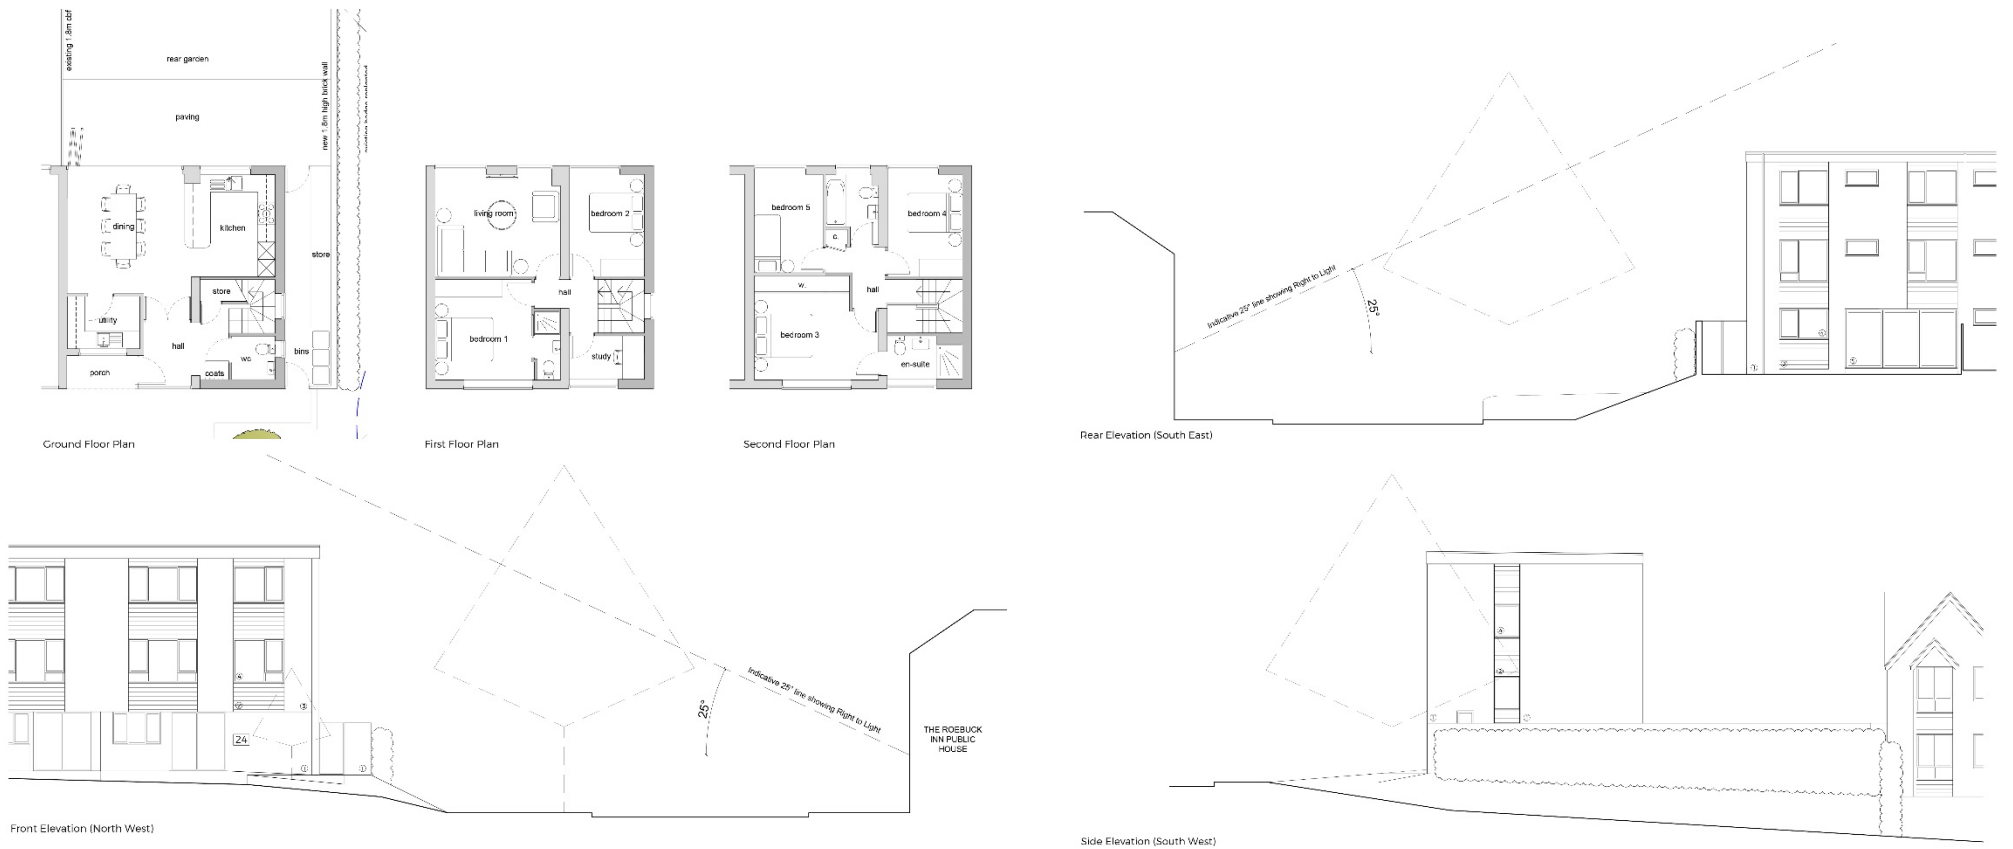 existing 1.8m cbf
rear garden
new 1.8m high brick wall
paving
dining
kitchen
store
store
utility
hall
wc
bins
porch
coats
Ground Floor Plan
living room
bedroom 2
hall
bedroom 1
study
First Floor Plan
bedroom 5
bedroom 4
c.
w.
hall
bedroom 3
en-suite
Second Floor Plan
Indicative 25° line showing Right to Light
25°
Rear Elevation (South East)
24
25°
Indicative 25° line showing Right to Light
THE ROEBUCK
INN PUBLIC
HOUSE
Front Elevation (North West)
Side Elevation (South West)